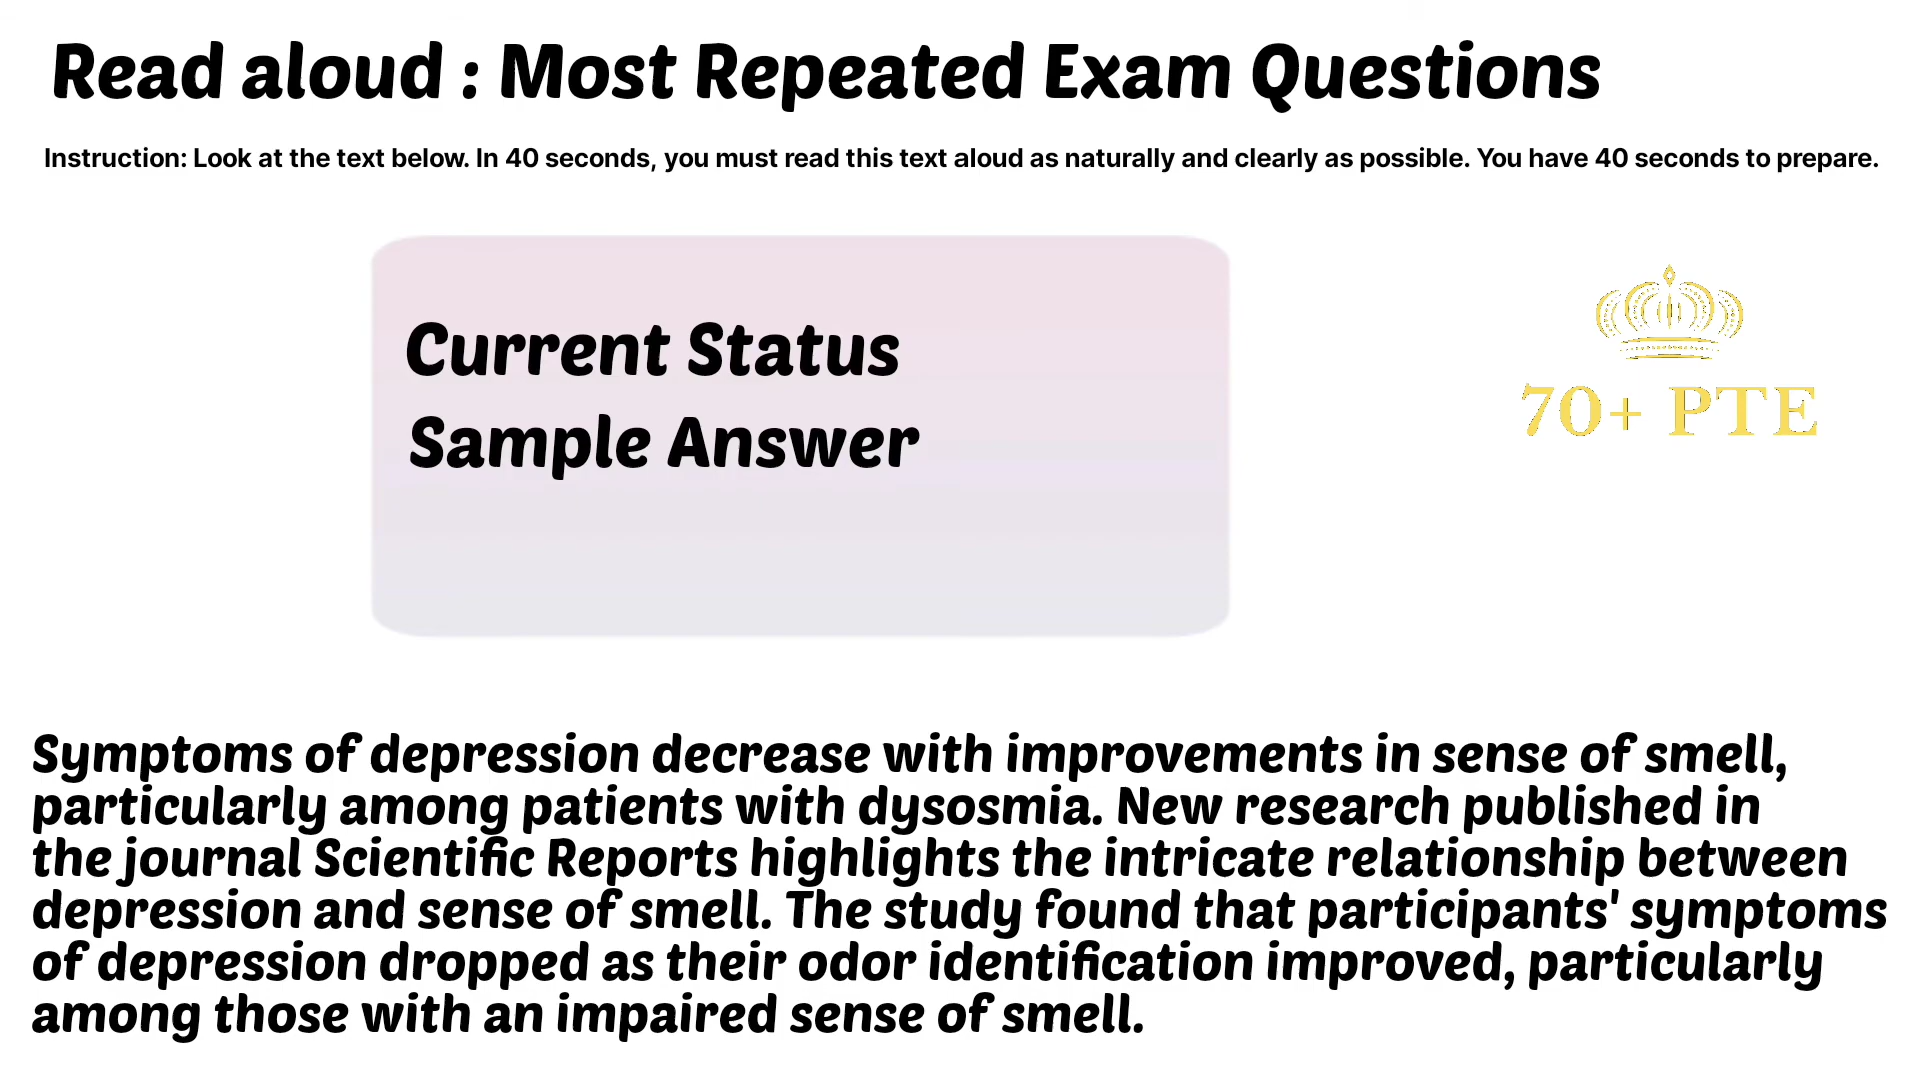 Read aloud : Most Repeated Exam Questions
Instruction: Look at the text below. In 40 seconds, you must read this text aloud as naturally and clearly as possible. You have 40 seconds to prepare.
Current Status
Sample Answer
70+ PTE
Symptoms of depression decrease with improvements in sense of smell,
particularly among patients with dysosmia. New research published in
the journal Scientific Reports highlights the intricate relationship between
depression and sense of smell. The study found that participants' symptoms
of depression dropped as their odor identification improved, particularly
among those with an impaired sense of smell.